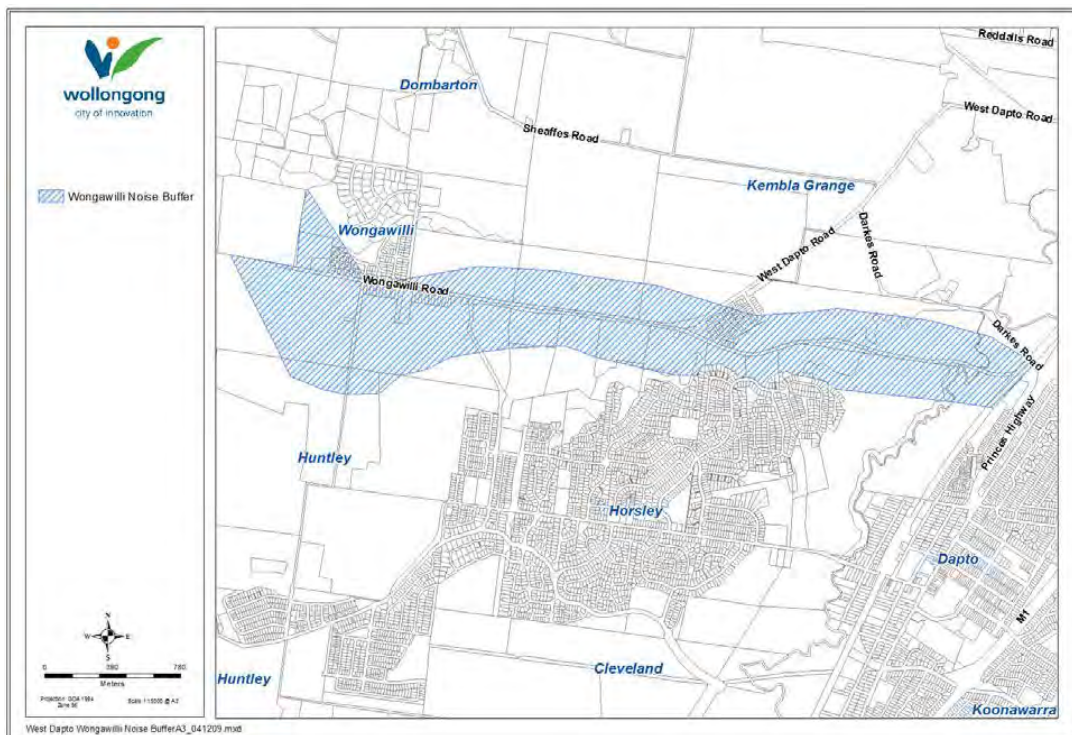 wollongong
city of innovation
Wongawilli Noise Buffer
Reddalls Road
Dombarton
West Dapto Road
Sheaffes Road
Kembla Grange
Darkes Road
Wongawilli
West Dapto Road
Wongawilli Road
Darkes Road
Princes Highway
Huntley
Horsley
Dapto
M1
Cleveland
Huntley
Koonawarra
N
W E
S
0 390 780
Meters
West Dapto Wongawilli Noise BufferA3_041209.mxd